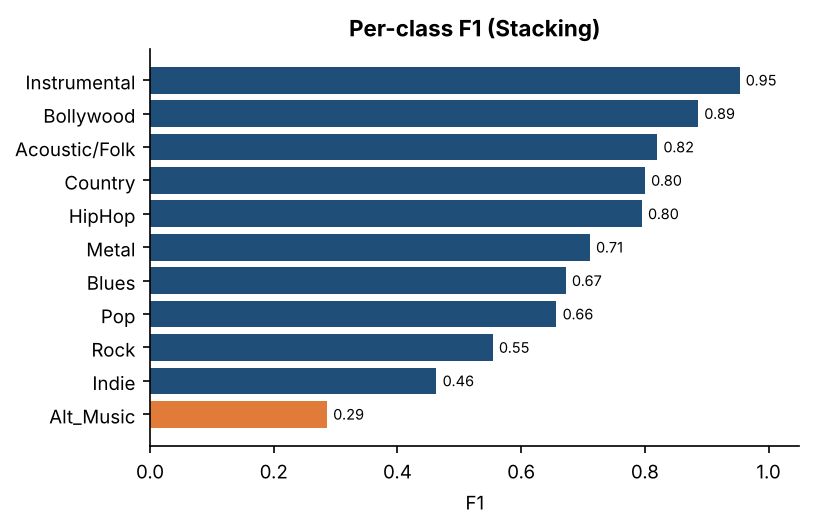 Per-class F1 (Stacking)
Instrumental 0.95
Bollywood 0.89
Acoustic/Folk 0.82
Country 0.80
HipHop 0.80
Metal 0.71
Blues 0.67
Pop 0.66
Rock 0.55
Indie 0.46
Alt_Music 0.29
0.0 0.2 0.4 0.6 0.8 1.0
F1